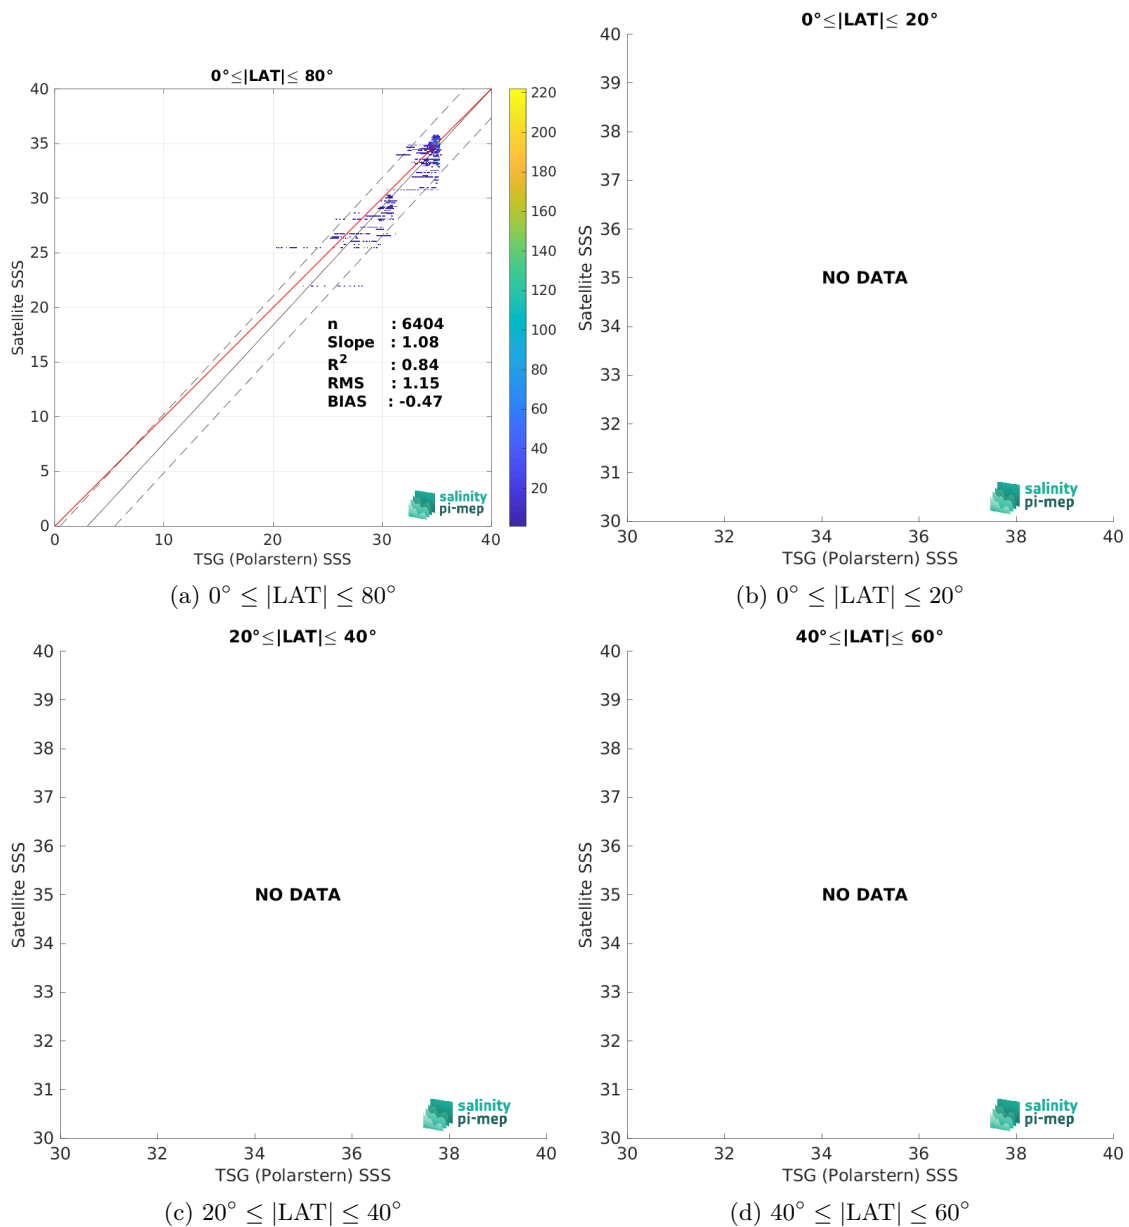 0°≤|LAT|≤ 80°
40
35
30
25
20
15
10
5
0
Satellite SSS
0
10
20
30
40
TSG (Polarstern) SSS
220
200
180
160
140
120
100
80
60
40
20
n : 6404
Slope : 1.08
R2 : 0.84
RMS : 1.15
BIAS : -0.47
salinity
pi-mep
(a) 0° ≤ |LAT| ≤ 80°
0°≤|LAT|≤ 20°
40
39
38
37
36
35
34
33
32
31
30
Satellite SSS
NO DATA
salinity
pi-mep
30
32
34
36
38
40
TSG (Polarstern) SSS
(b) 0° ≤ |LAT| ≤ 20°
20°≤|LAT|≤ 40°
40
39
38
37
36
35
34
33
32
31
30
Satellite SSS
NO DATA
salinity
pi-mep
30
32
34
36
38
40
TSG (Polarstern) SSS
(c) 20° ≤ |LAT| ≤ 40°
40°≤|LAT|≤ 60°
40
39
38
37
36
35
34
33
32
31
30
Satellite SSS
NO DATA
salinity
pi-mep
30
32
34
36
38
40
TSG (Polarstern) SSS
(d) 40° ≤ |LAT| ≤ 60°